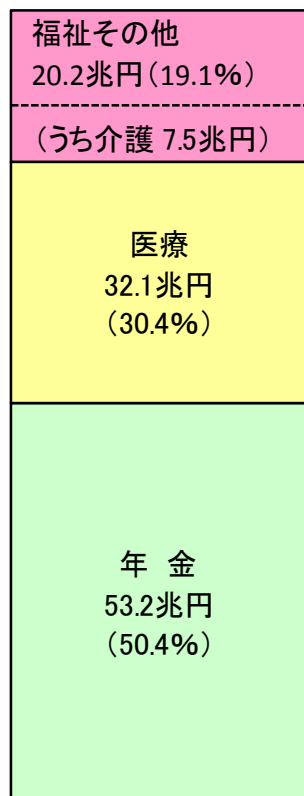 福祉その他
20.2兆円(19.1%)
(うち介護 7.5兆円)
医療
32.1兆円
(30.4%)
年 金
53.2兆円
(50.4%)